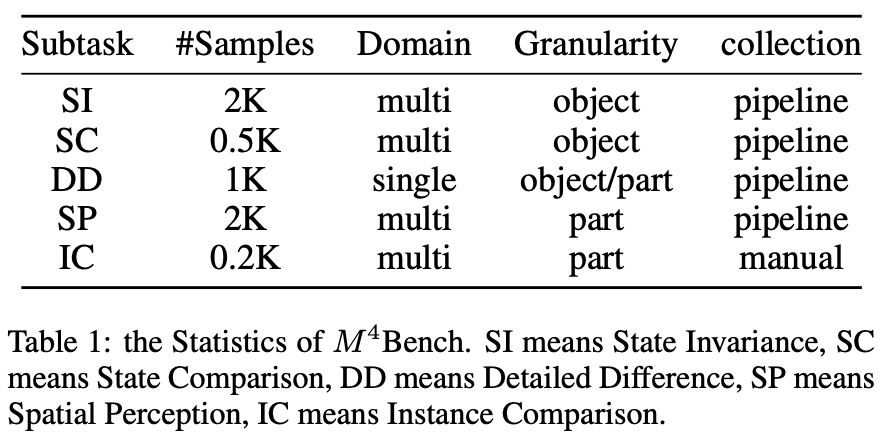 Subtask #Samples Domain Granularity collection
SI 2K multi object pipeline
SC 0.5K multi object pipeline
DD 1K single object/part pipeline
SP 2K multi part pipeline
IC 0.2K multi part manual
Table 1: the Statistics of M⁴Bench. SI means State Invariance, SC
means State Comparison, DD means Detailed Difference, SP means
Spatial Perception, IC means Instance Comparison.